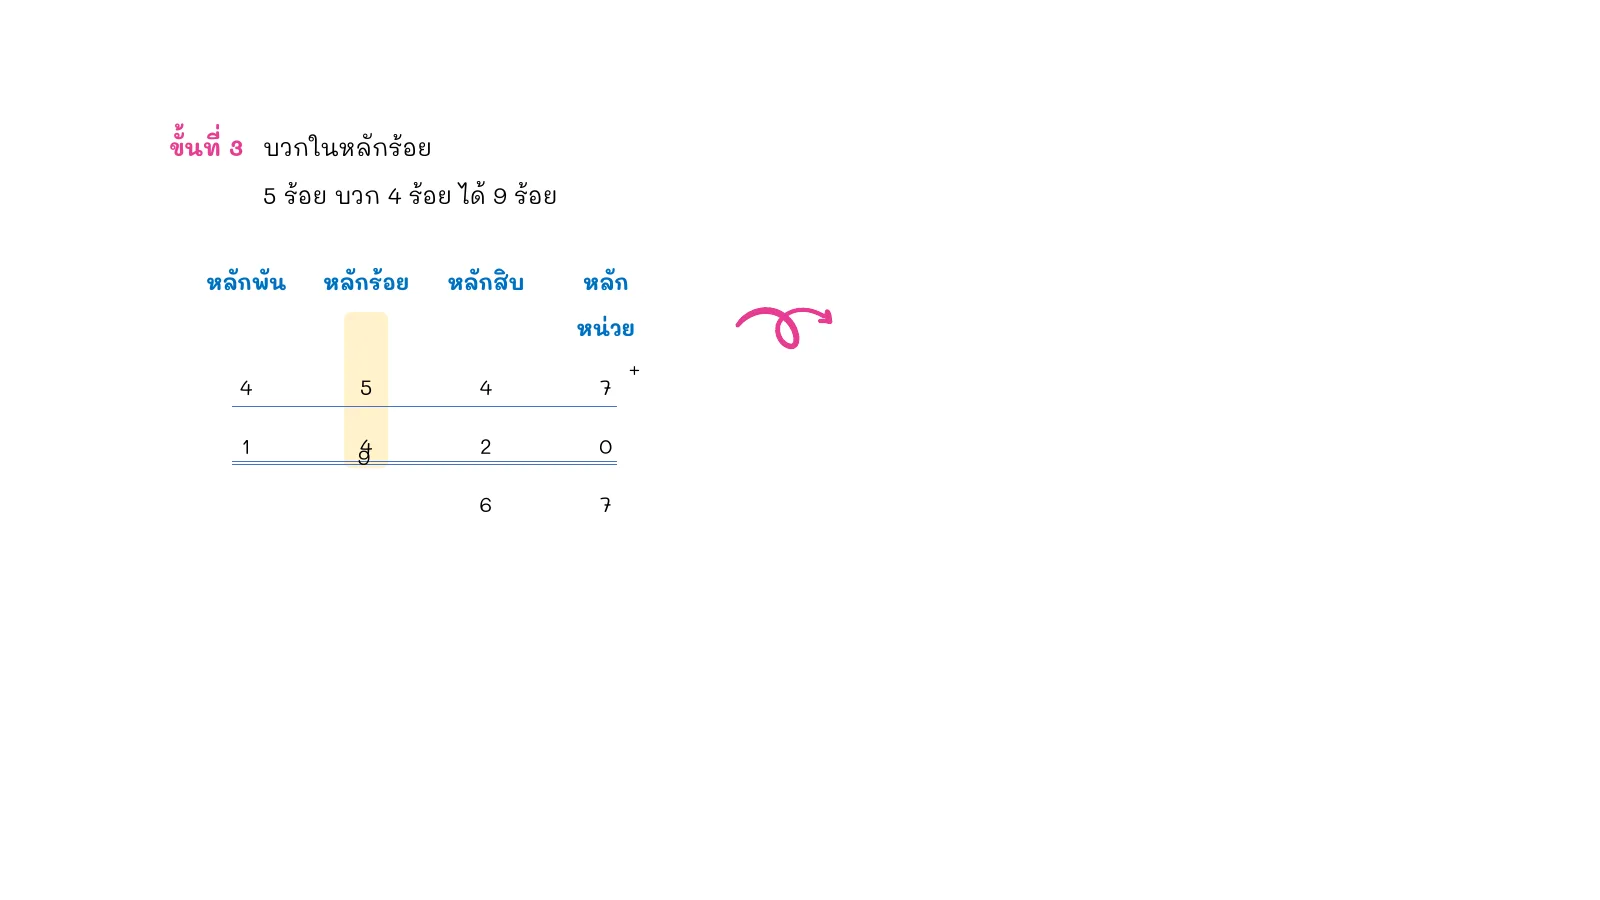 ขั้นที่ 3 บวกในหลักร้อย
5 ร้อย บวก 4 ร้อย ได้ 9 ร้อย
หลักพัน หลักร้อย หลักสิบ หลัก
หน่วย
+
4 5 4 7
1 4 2 0
9
6 7